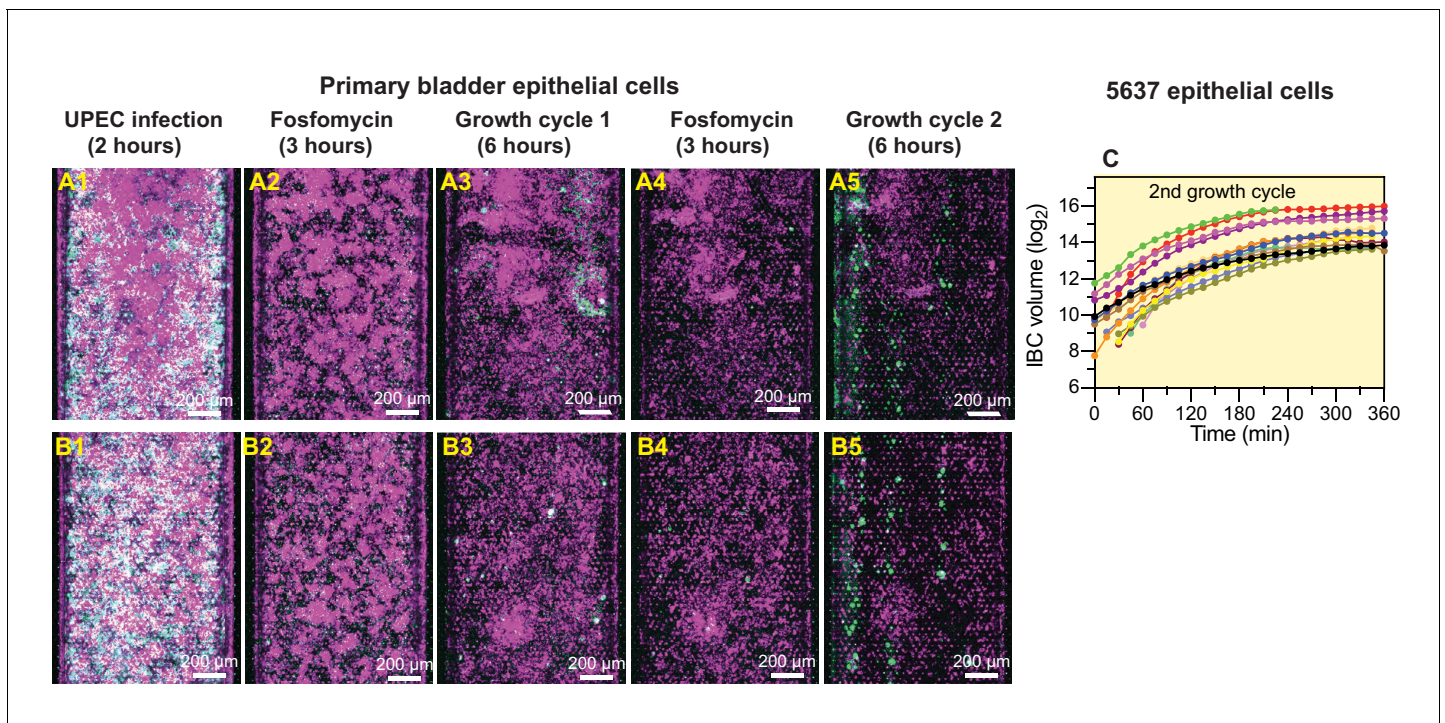 Primary bladder epithelial cells
5637 epithelial cells
UPEC infection
(2 hours)
Fosfomycin
(3 hours)
Growth cycle 1
(6 hours)
Fosfomycin
(3 hours)
Growth cycle 2
(6 hours)
A1
200 µm
A2
200 µm
A3
200 µm
A4
200 µm
A5
200 µm
B1
200 µm
B2
200 µm
B3
200 µm
B4
200 µm
B5
200 µm
C
2nd growth cycle
IBC volume (log₂)
16
14
12
10
8
6
0 60 120 180 240 300 360
Time (min)